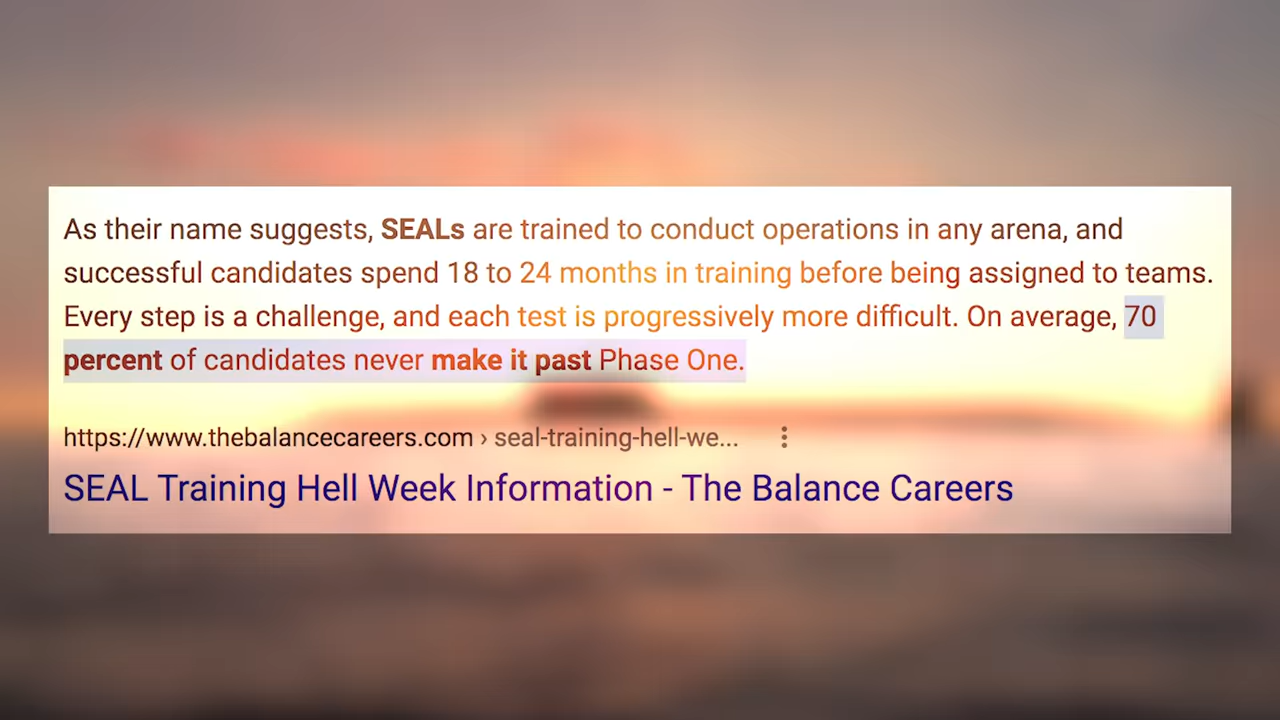 As their name suggests, SEALs are trained to conduct operations in any arena, and
successful candidates spend 18 to 24 months in training before being assigned to teams.
Every step is a challenge, and each test is progressively more difficult. On average, 70
percent of candidates never make it past Phase One.
https://www.thebalancecareers.com › seal-training-hell-we...
SEAL Training Hell Week Information - The Balance Careers